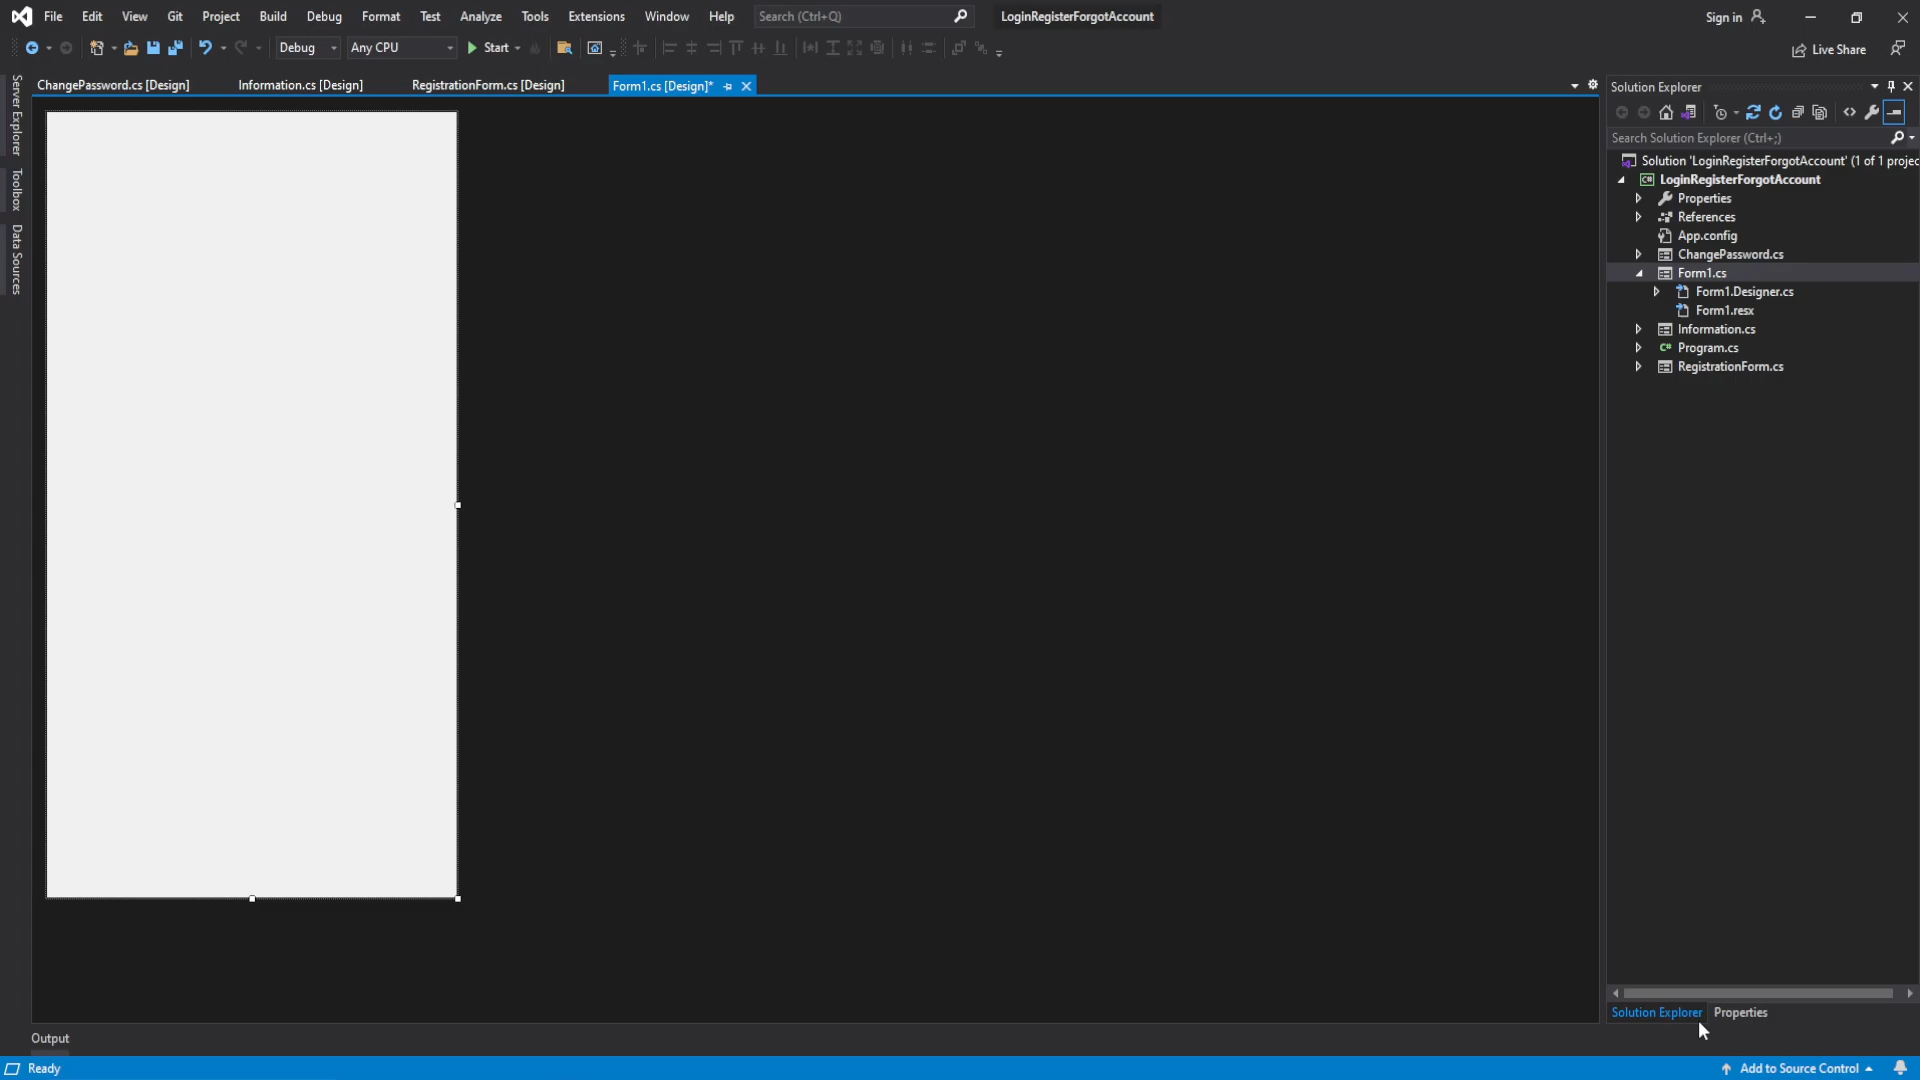 File Edit View Git Project Build Debug Format Test Analyze Tools Extensions Window Help Search (Ctrl+Q) LoginRegisterForgotAccount Sign in
Debug Any CPU Start Live Share
ChangePassword.cs [Design] Information.cs [Design] RegistrationForm.cs [Design] Form1.cs [Design]*
Server Explorer
Toolbox
Data Sources
Solution Explorer
Search Solution Explorer (Ctrl+;)
Solution 'LoginRegisterForgotAccount' (1 of 1 projec
C# LoginRegisterForgotAccount
Properties
References
App.config
ChangePassword.cs
Form1.cs
Form1.Designer.cs
Form1.resx
Information.cs
C# Program.cs
RegistrationForm.cs
Solution Explorer Properties
Output
Ready Add to Source Control